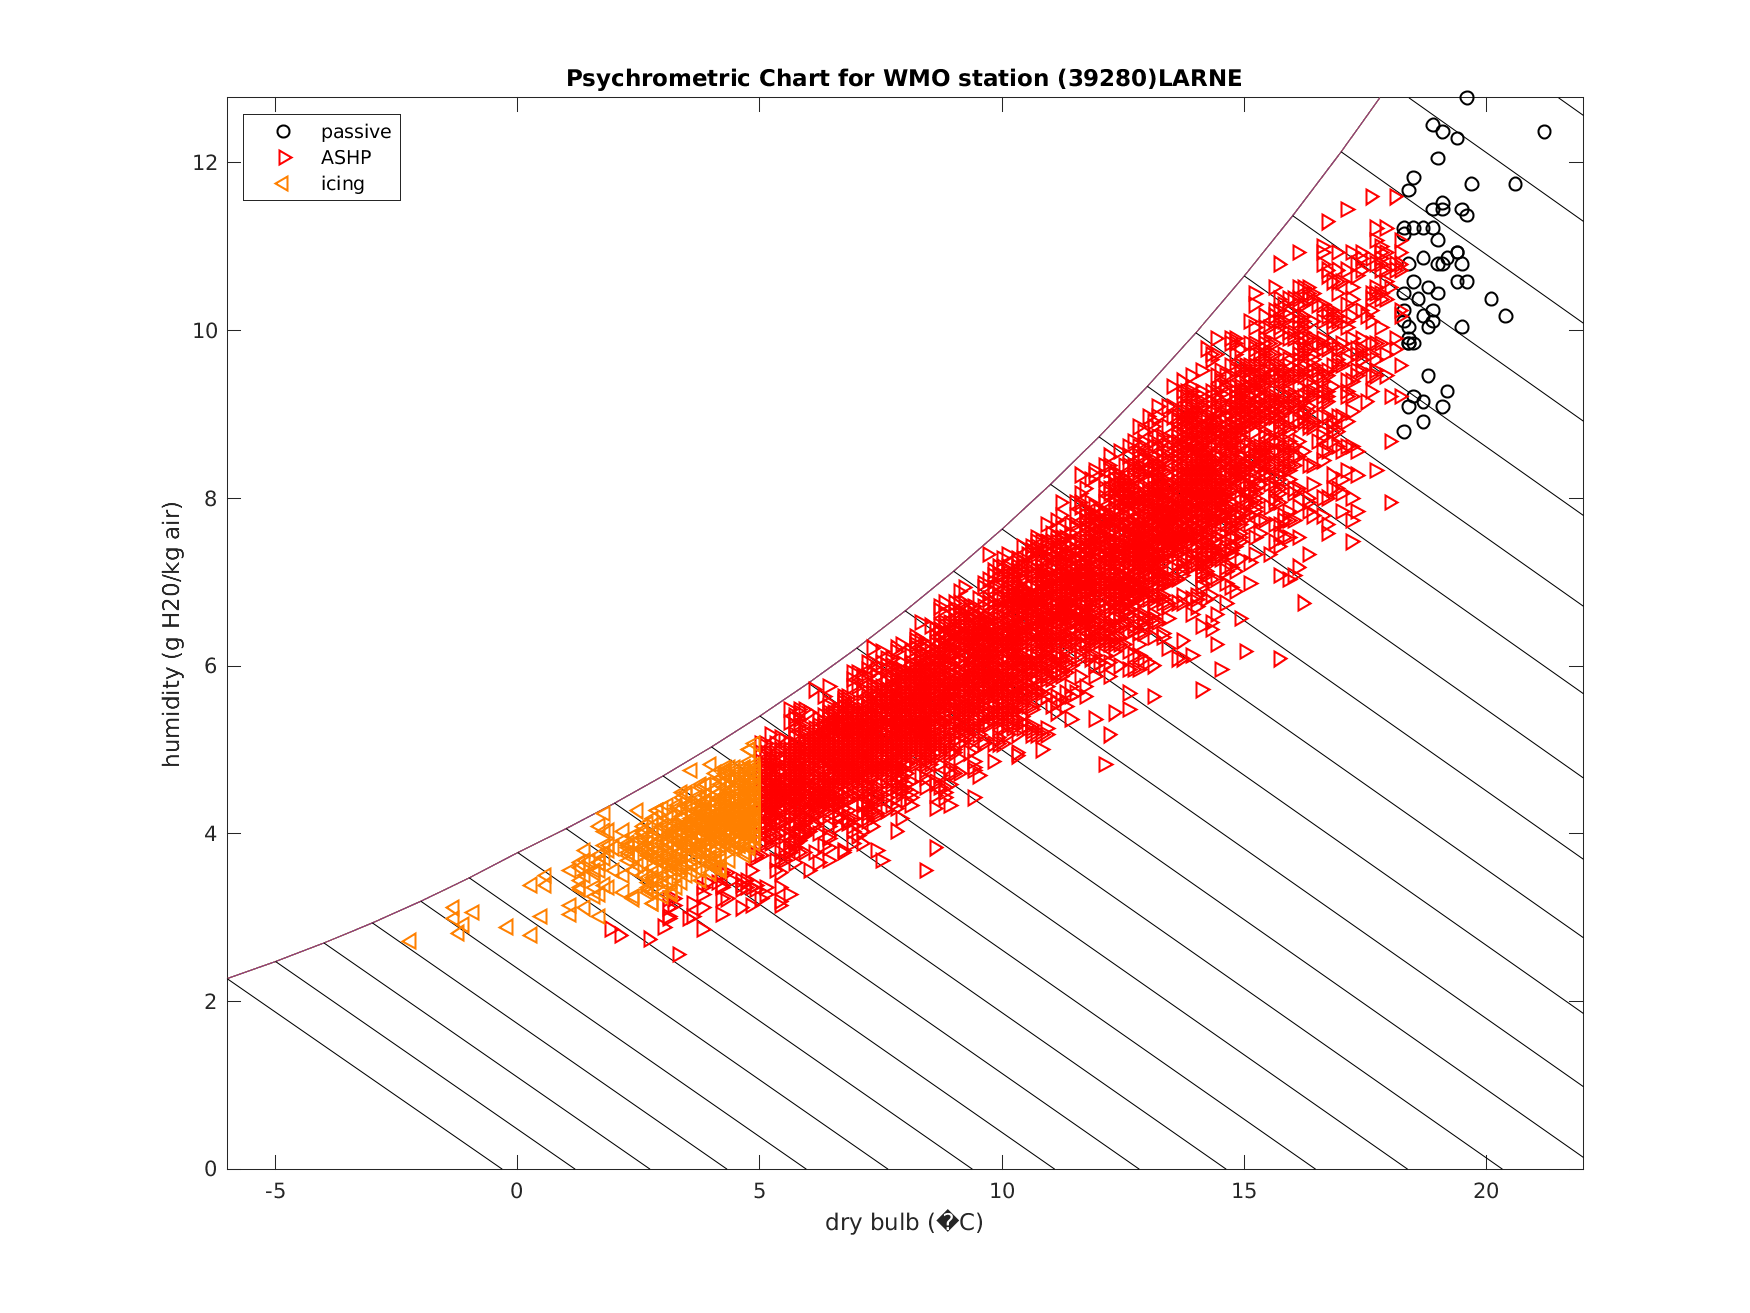 Psychrometric Chart for WMO station (39280)LARNE
passive
ASHP
icing
humidity (g H20/kg air)
12
10
8
6
4
2
0
-5 0 5 10 15 20
dry bulb (�C)